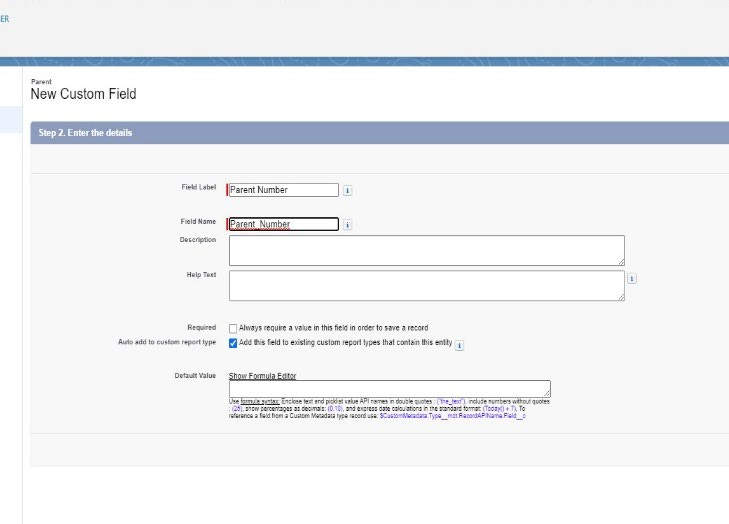 ER
Parent
New Custom Field
Step 2. Enter the details
Field Label Parent Number i
Field Name Parent_Number i
Description
Help Text i
Required Always require a value in this field in order to save a record
Auto add to custom report type Add this field to existing custom report types that contain this entity i
Default Value Show Formula Editor
Use formula syntax: Enclose text and picklist value API names in double quotes : ("the_text"), include numbers without quotes
: (25), show percentages as decimals: (0.10), and express date calculations in the standard format: (Today() + 7), To
reference a field from a Custom Metadata type record use: $CustomMetadata.Type__mdt.RecordAPIName.Field__c